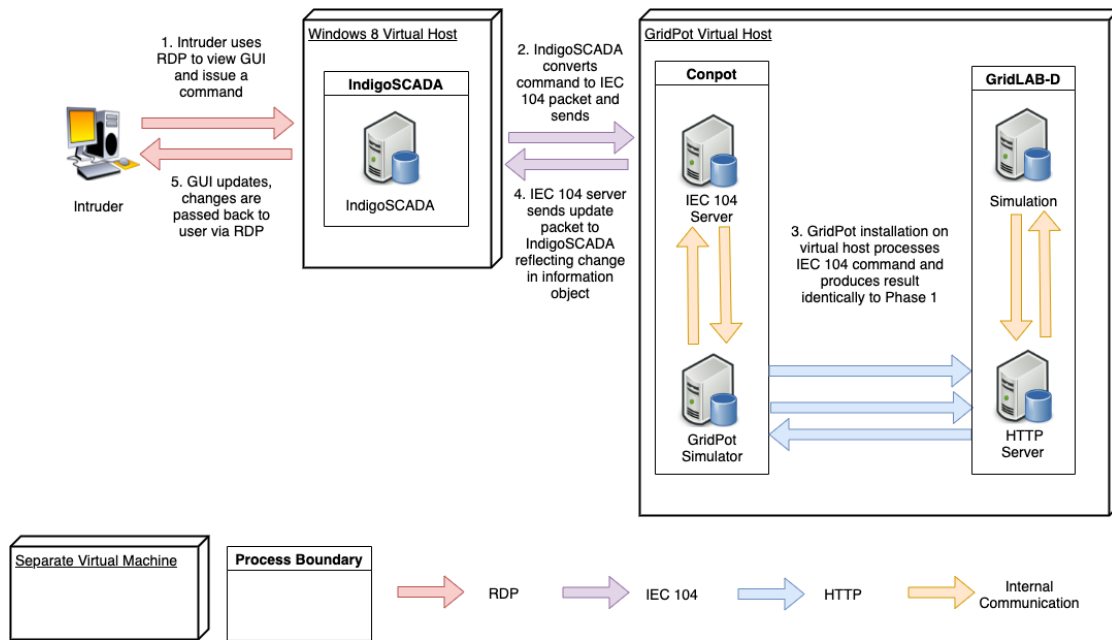 Windows 8 Virtual Host
GridPot Virtual Host
1. Intruder uses
RDP to view GUI
and issue a
command
2. IndigoSCADA
converts
command to IEC
104 packet and
sends
IndigoSCADA
Conpot
GridLAB-D
Intruder
5. GUI updates,
changes are
passed back to
user via RDP
IndigoSCADA
4. IEC 104 server
sends update
packet to
IndigoSCADA
reflecting change
in information
object
IEC 104
Server
Simulation
3. GridPot installation on
virtual host processes
IEC 104 command and
produces result
identically to Phase 1
GridPot
Simulator
HTTP
Server
Separate Virtual Machine
Process Boundary
RDP
IEC 104
HTTP
Internal
Communication